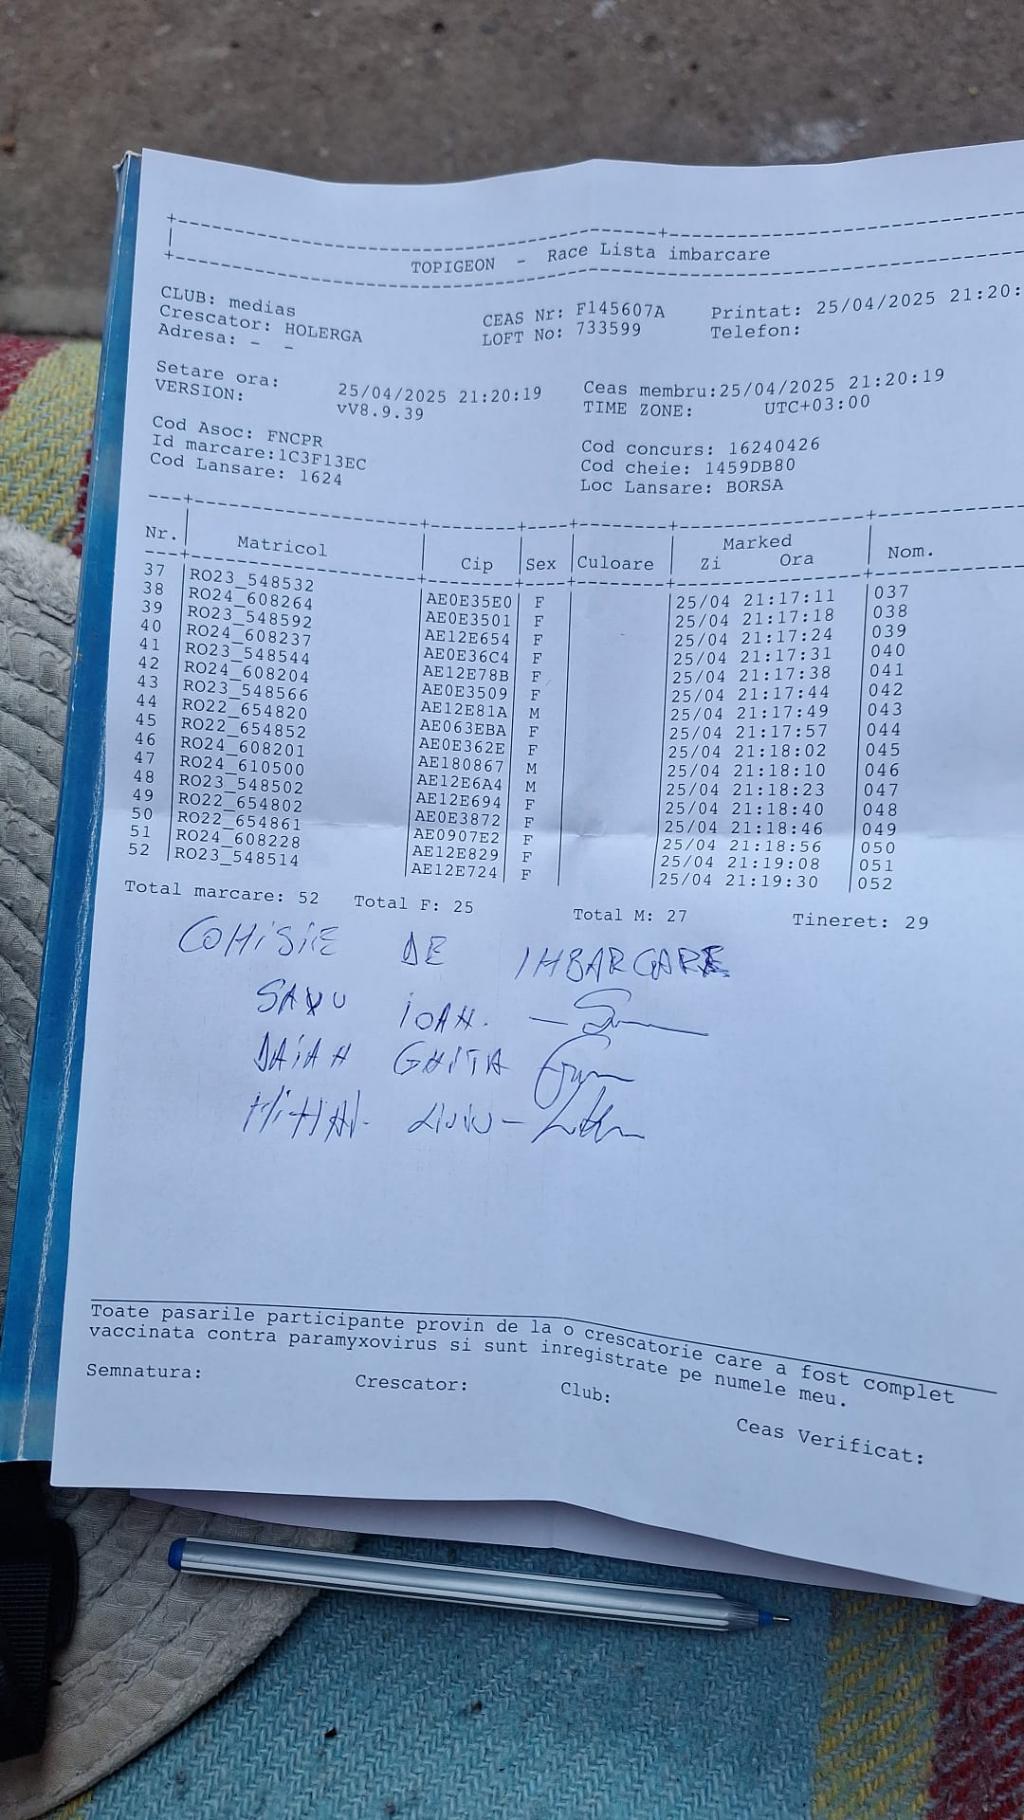 TOPIGEON - Race Lista imbarcare
CLUB: medias CEAS Nr: F145607A Printat: 25/04/2025 21:20:
Crescator: HOLERGA LOFT No: 733599 Telefon:
Adresa: - -
Setare ora: 25/04/2025 21:20:19 Ceas membru:25/04/2025 21:20:19
VERSION: vV8.9.39 TIME ZONE: UTC+03:00
Cod Asoc: FNCPR Cod concurs: 16240426
Id marcare:1C3F13EC Cod cheie: 1459DB80
Cod Lansare: 1624 Loc Lansare: BORSA
Nr. Matricol Cip Sex Culoare Marked Zi Ora Nom.
37 RO23_548532 AE0E35E0 F 25/04 21:17:11 037
38 RO24_608264 AE0E3501 F 25/04 21:17:18 038
39 RO23_548592 AE12E654 F 25/04 21:17:24 039
40 RO24_608237 AE0E36C4 F 25/04 21:17:31 040
41 RO23_548544 AE12E78B F 25/04 21:17:38 041
42 RO24_608204 AE0E3509 F 25/04 21:17:44 042
43 RO23_548566 AE12E81A M 25/04 21:17:49 043
44 RO22_654820 AE063EBA F 25/04 21:17:57 044
45 RO22_654852 AE0E362E F 25/04 21:18:02 045
46 RO24_608201 AE180867 M 25/04 21:18:10 046
47 RO24_610500 AE12E6A4 M 25/04 21:18:23 047
48 RO23_548502 AE12E694 F 25/04 21:18:40 048
49 RO22_654802 AE0E3872 F 25/04 21:18:46 049
50 RO22_654861 AE0907E2 F 25/04 21:18:56 050
51 RO24_608228 AE12E829 F 25/04 21:19:08 051
52 RO23_548514 AE12E724 F 25/04 21:19:30 052
Total marcare: 52 Total F: 25 Total M: 27 Tineret: 29
COMISIE DE IMBARCARE
IOAN.
DAIAN GHITA
MIHAI LIVIU -
Toate pasarile participante provin de la o crescatorie care a fost complet
vaccinata contra paramyxovirus si sunt inregistrate pe numele meu.
Semnatura: Crescator: Club: Ceas Verificat: